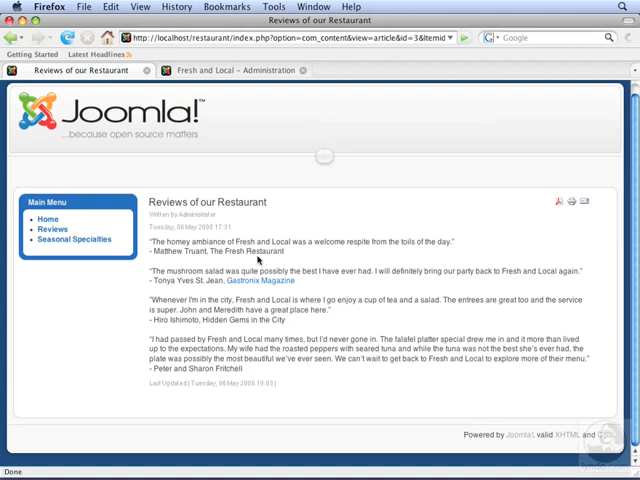 Firefox File Edit View History Bookmarks Tools Window Help
Reviews of our Restaurant
http://localhost/restaurant/index.php?option=com_content&view=article&id=3&Itemid
Google
Getting Started Latest Headlines
Reviews of our Restaurant Fresh and Local – Administration
Joomla!™
...because open source matters
Main Menu
Home
Reviews
Seasonal Specialties
Reviews of our Restaurant
Written by Administrator
Tuesday, 06 May 2008 17:31
"The homey ambiance of Fresh and Local was a welcome respite from the toils of the day."
- Matthew Truant, The Fresh Restaurant
"The mushroom salad was quite possibly the best I have ever had. I will definitely bring our party back to Fresh and Local again."
- Tonya Yves St. Jean, Gastronix Magazine
"Whenever I'm in the city, Fresh and Local is where I go enjoy a cup of tea and a salad. The entrees are great too and the service
is super. John and Meredith have a great place here."
- Hiro Ishimoto, Hidden Gems in the City
"I had passed by Fresh and Local many times, but I'd never gone in. The falafel platter special drew me in and it more than lived
up to the expectations. My wife had the roasted peppers with seared tuna and while the tuna was not the best she's ever had, the
plate was possibly the most beautiful we've ever seen. We can't wait to get back to Fresh and Local to explore more of their menu."
- Peter and Sharon Fritchell
Last Updated ( Tuesday, 06 May 2008 19:03 )
Powered by Joomla!. valid XHTML and CSS.
lynda.com
Done